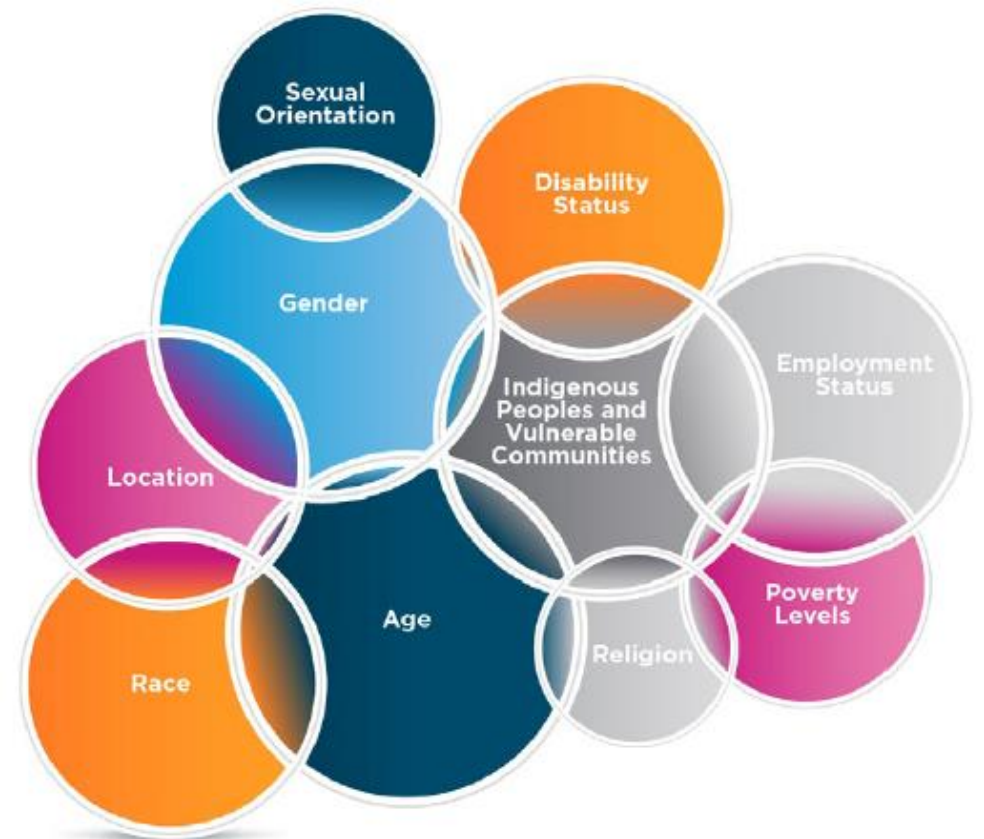 Sexual
Orientation
Disability
Status
Gender
Employment
Status
Indigenous
Peoples and
Vulnerable
Communities
Location
Age
Poverty
Levels
Religion
Race